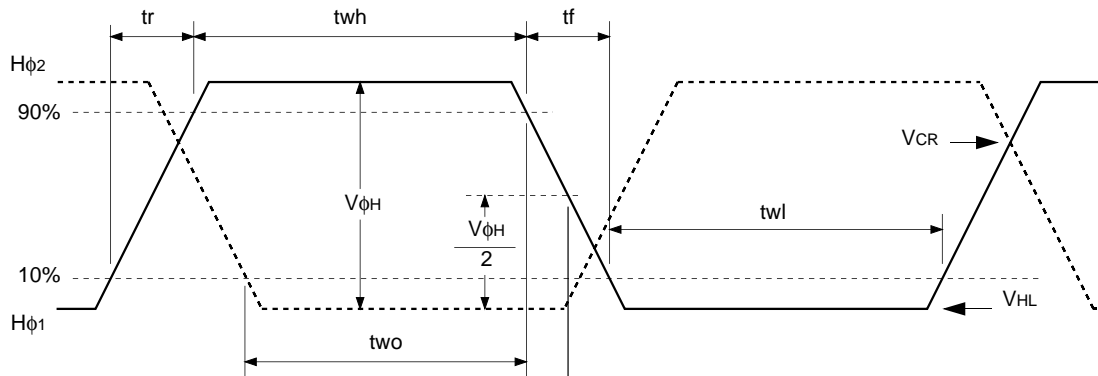 tr twh tf
Hϕ2
90%
VCR
VϕH
VϕH
2
twl
10%
VHL
Hϕ1
two